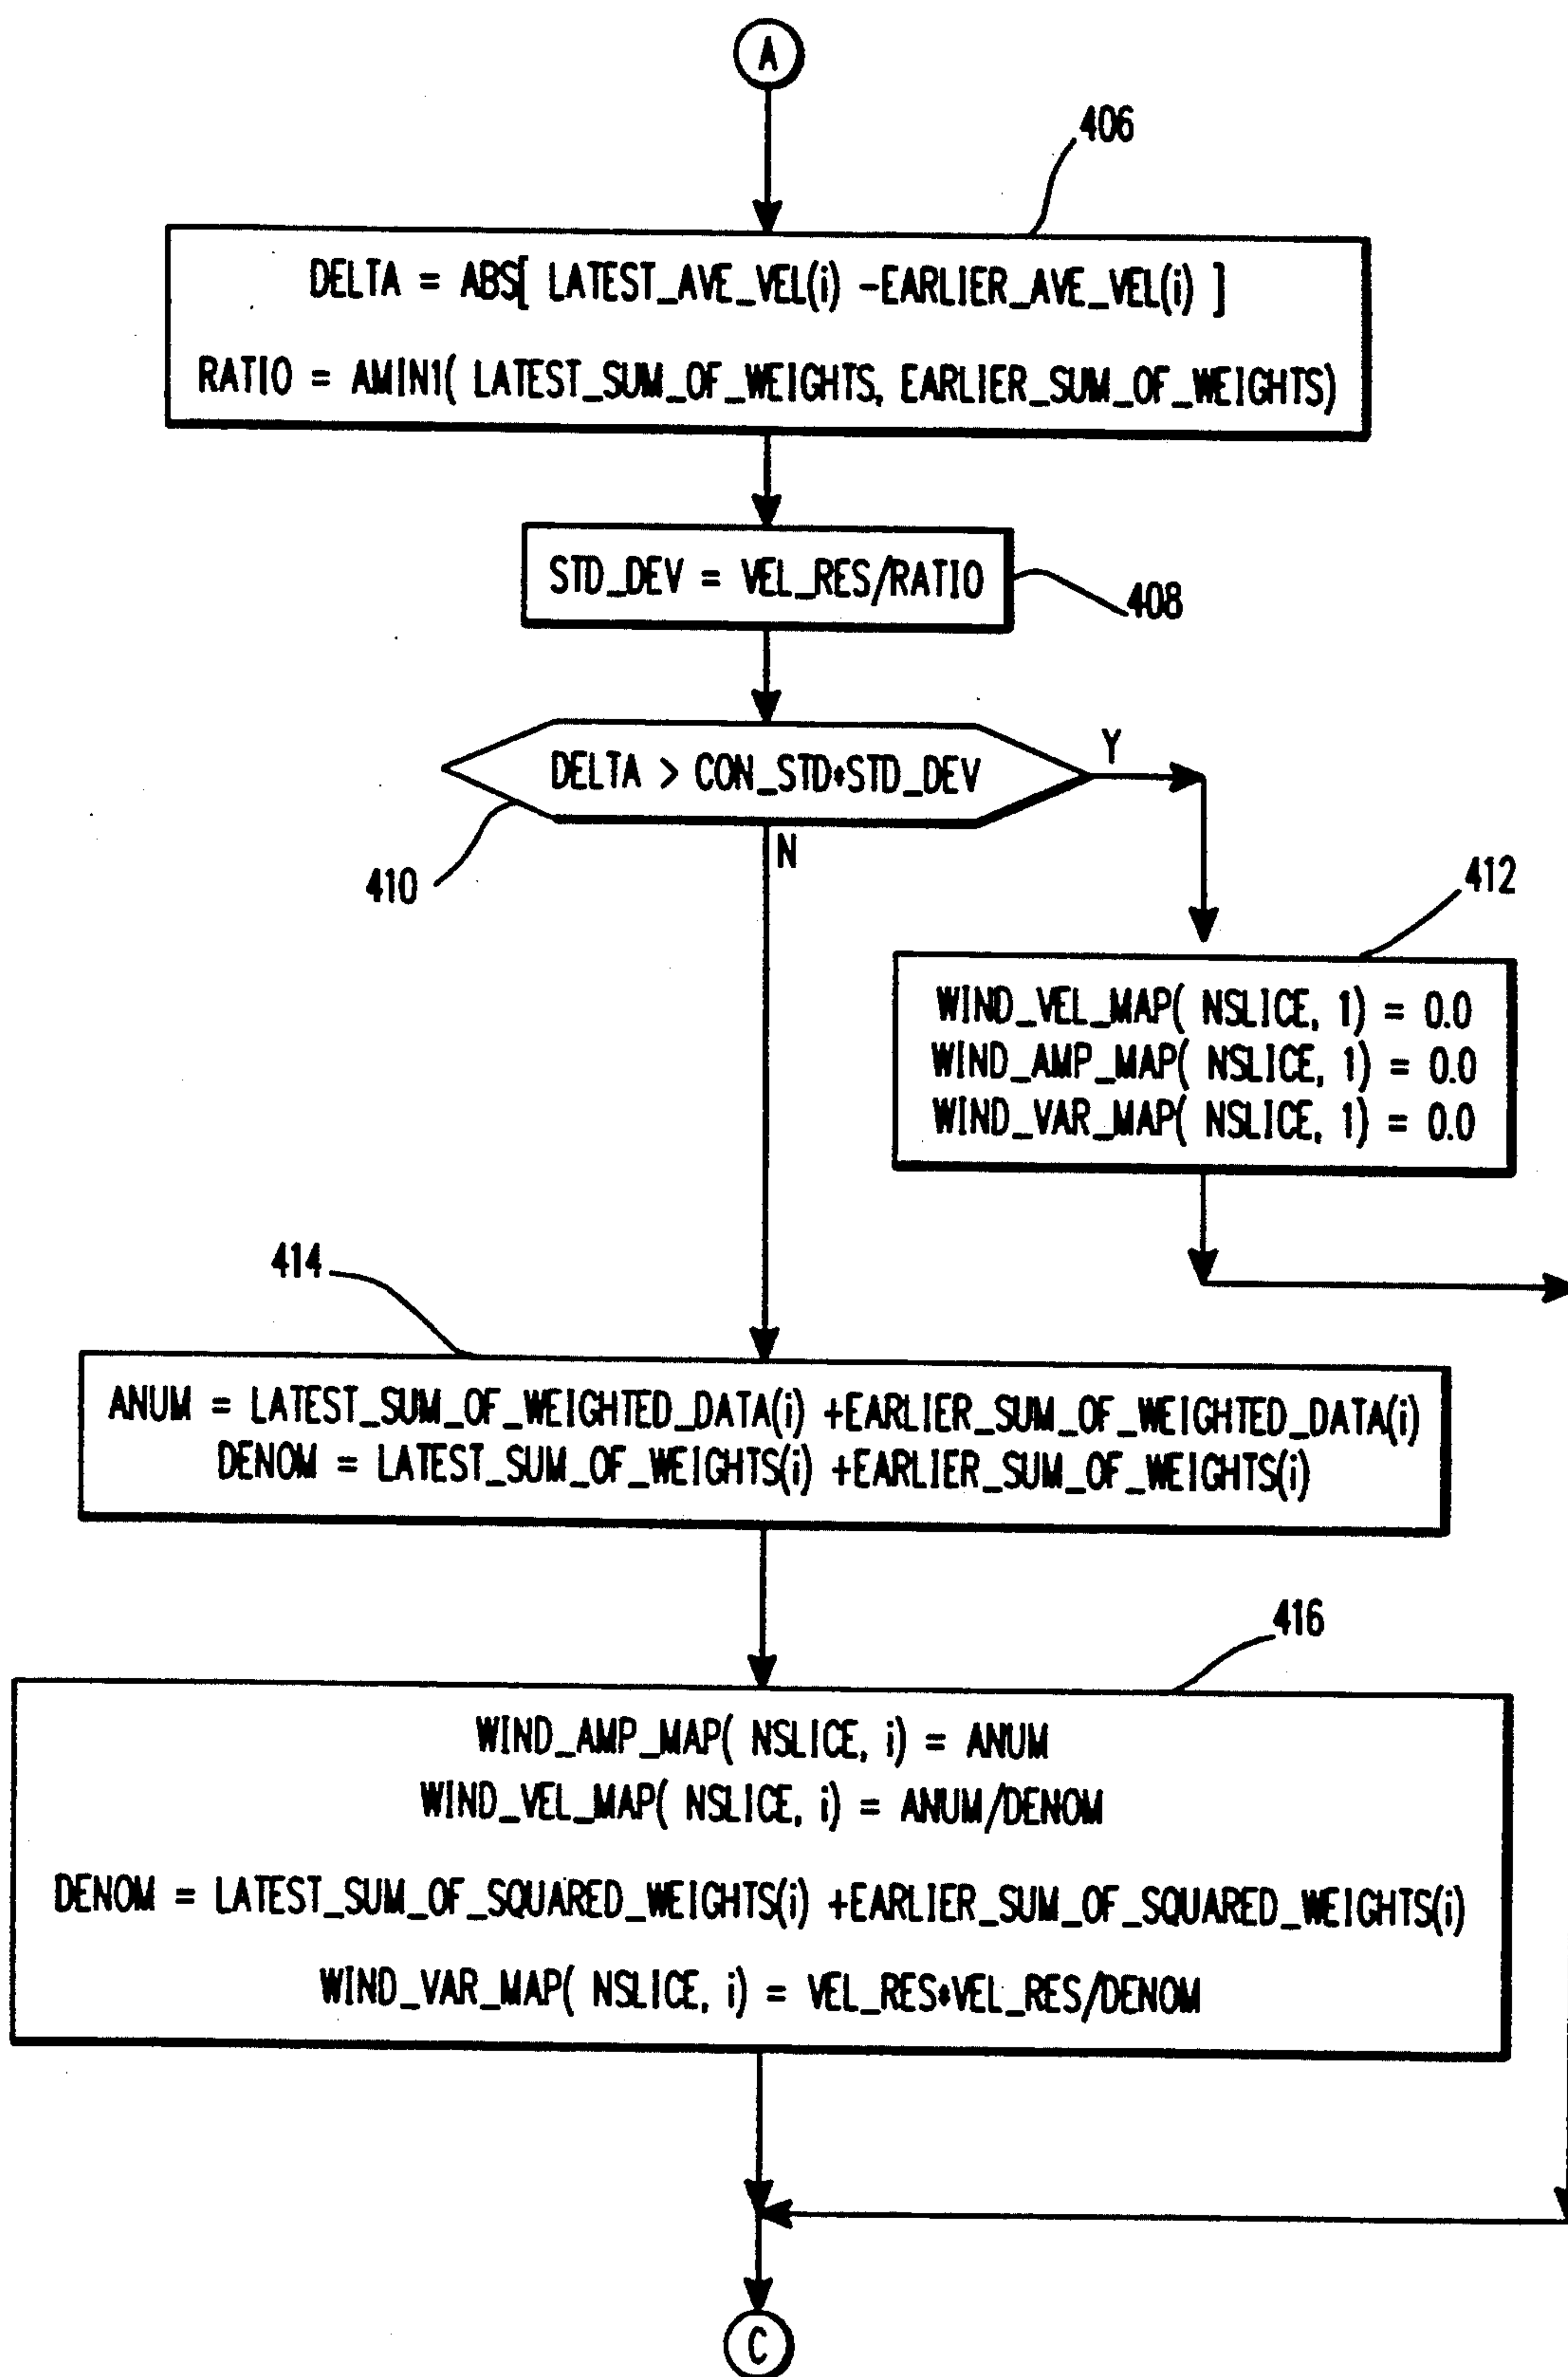 A
406
DELTA = ABS[ LATEST_AVE_VEL(i) -EARLIER_AVE_VEL(i) ]
RATIO = AMIN1( LATEST_SUM_OF_WEIGHTS, EARLIER_SUM_OF_WEIGHTS)
STD_DEV = VEL_RES/RATIO
408
DELTA > CON_STD*STD_DEV
Y
N
410
412
WIND_VEL_MAP( NSLICE, 1) = 0.0
WIND_AMP_MAP( NSLICE, 1) = 0.0
WIND_VAR_MAP( NSLICE, 1) = 0.0
414
ANUM = LATEST_SUM_OF_WEIGHTED_DATA(i) +EARLIER_SUM_OF_WEIGHTED_DATA(i)
DENOM = LATEST_SUM_OF_WEIGHTS(i) +EARLIER_SUM_OF_WEIGHTS(i)
416
WIND_AMP_MAP( NSLICE, i) = ANUM
WIND_VEL_MAP( NSLICE, i) = ANUM/DENOM
DENOM = LATEST_SUM_OF_SQUARED_WEIGHTS(i) +EARLIER_SUM_OF_SQUARED_WEIGHTS(i)
WIND_VAR_MAP( NSLICE, i) = VEL_RES*VEL_RES/DENOM
C